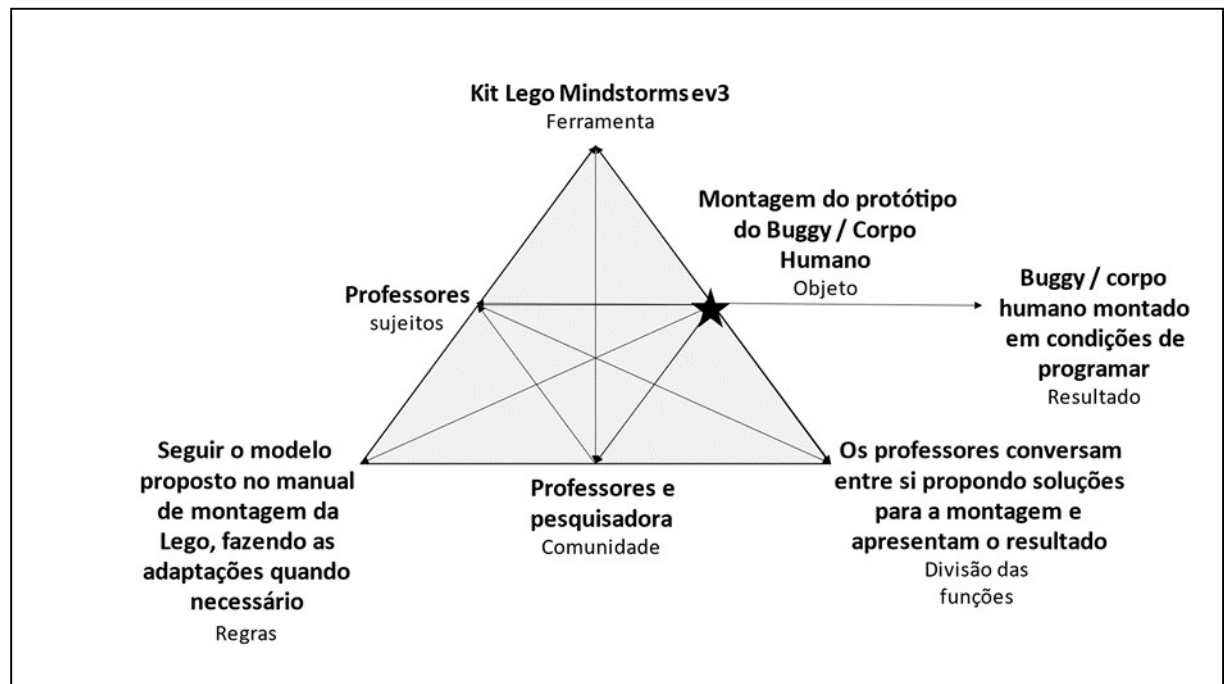 Kit Lego Mindstorms ev3
Ferramenta
Montagem do protótipo
do Buggy / Corpo
Humano
Objeto
Professores
sujeitos
Buggy / corpo
humano montado
em condições de
programar
Resultado
Seguir o modelo
proposto no manual
de montagem da
Lego, fazendo as
adaptações quando
necessário
Regras
Professores e
pesquisadora
Comunidade
Os professores conversam
entre si propondo soluções
para a montagem e
apresentam o resultado
Divisão das
funções